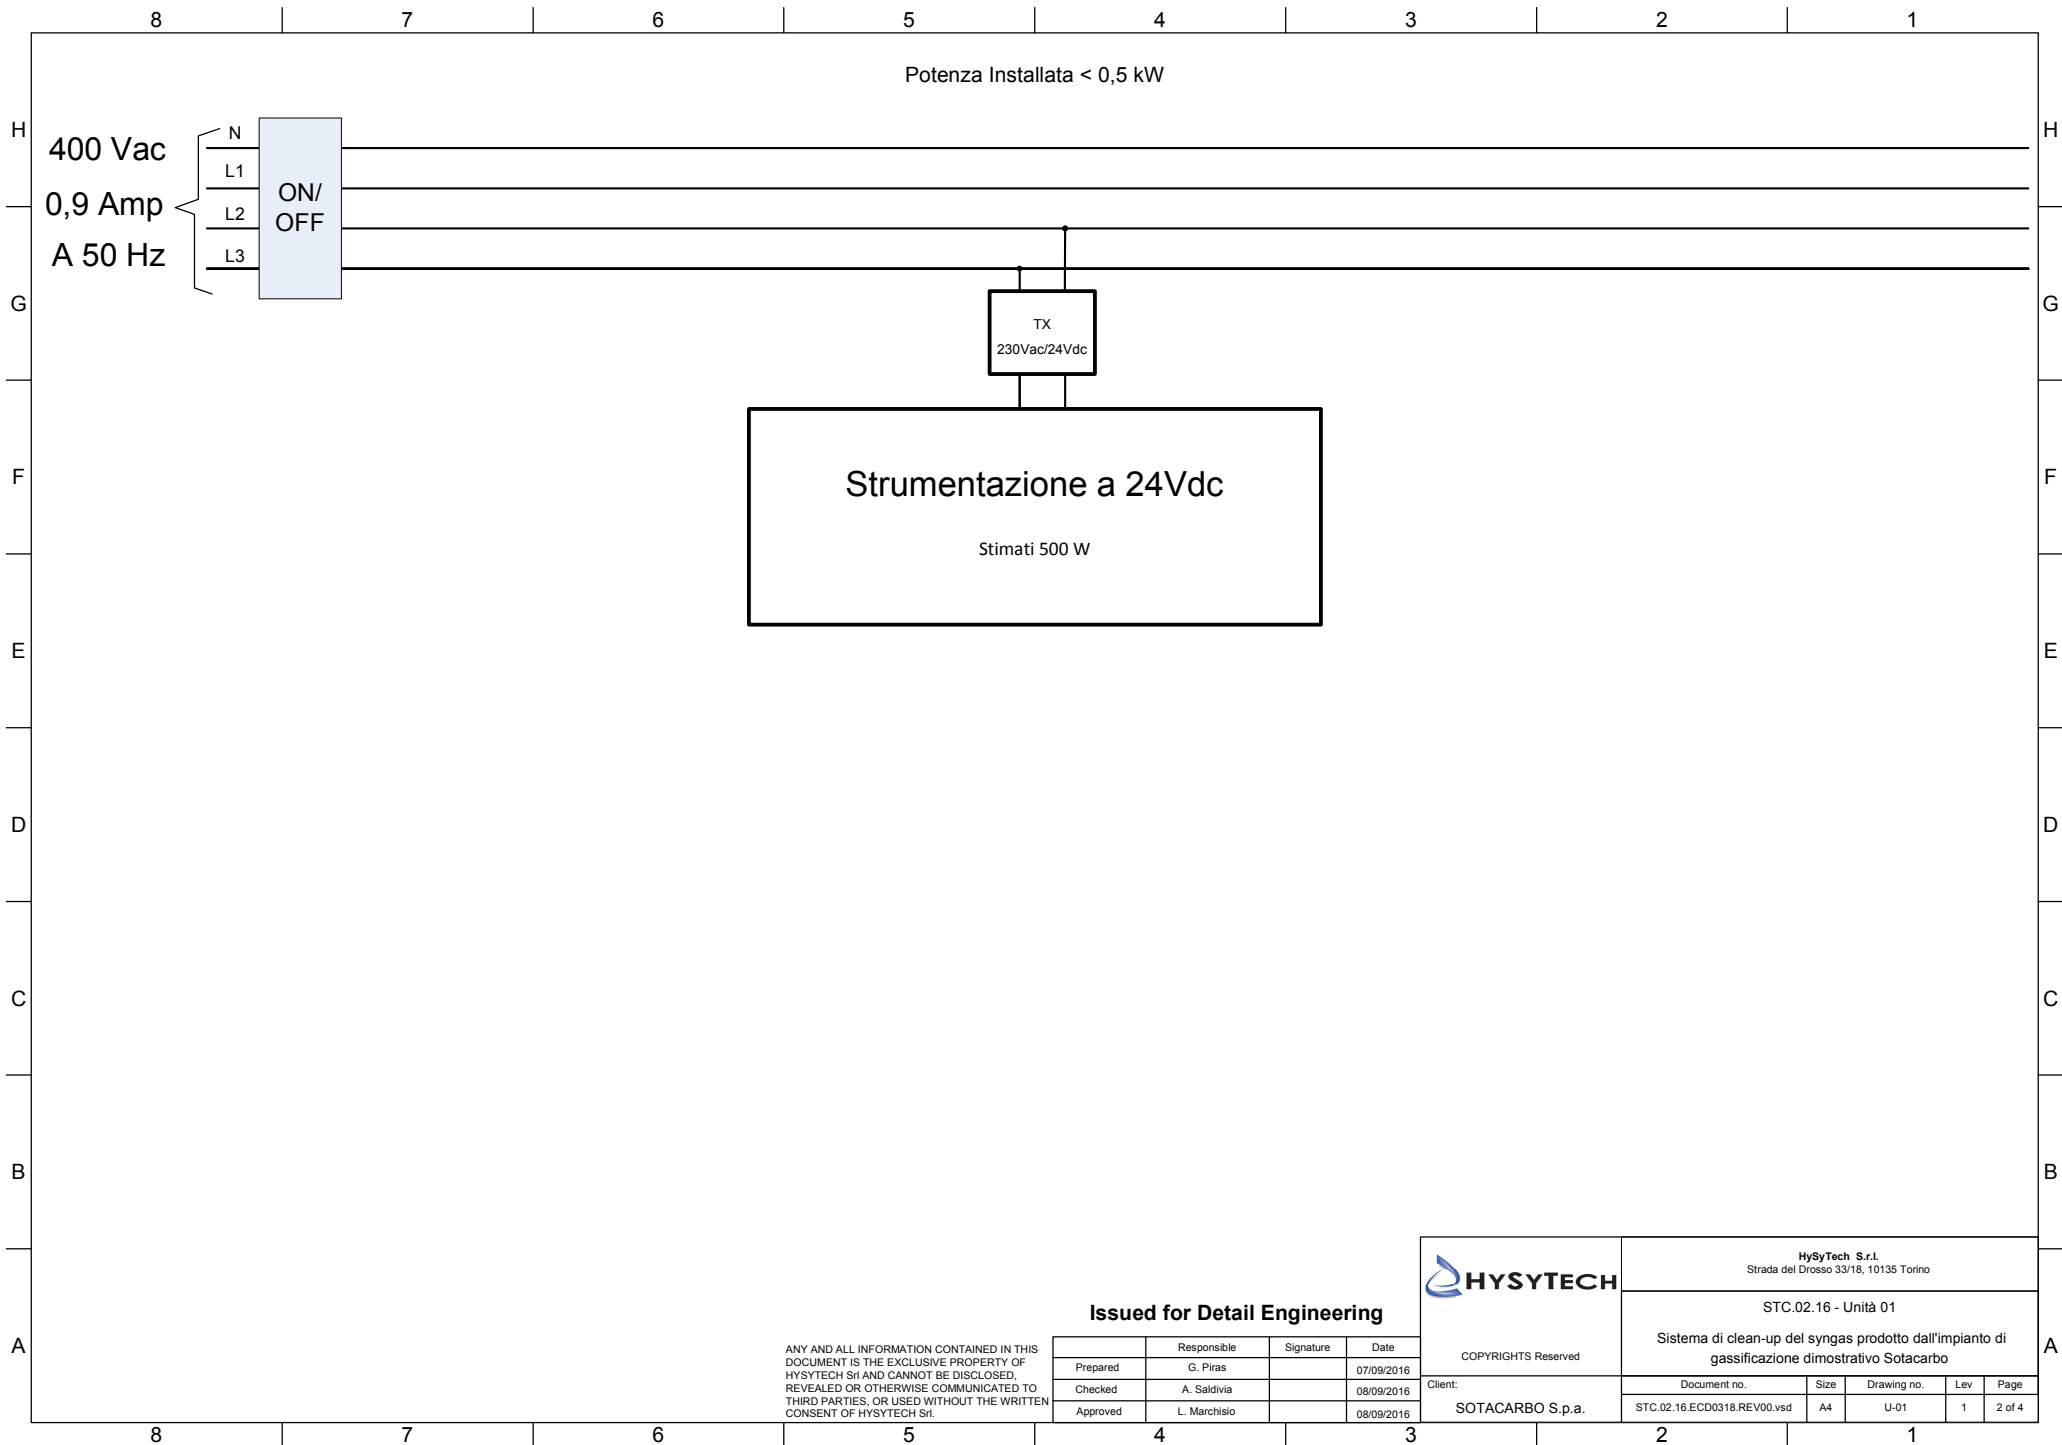 8 7 6 5 4 3 2 1
Potenza Installata < 0,5 kW
H H
400 Vac
0,9 Amp
A 50 Hz
N
L1
L2
L3
ON/
OFF
G G
TX
230Vac/24Vdc
F F
Strumentazione a 24Vdc
Stimati 500 W
E E
D D
C C
B B
A A
ANY AND ALL INFORMATION CONTAINED IN THIS
DOCUMENT IS THE EXCLUSIVE PROPERTY OF
HYSYTECH Srl AND CANNOT BE DISCLOSED,
REVEALED OR OTHERWISE COMMUNICATED TO
THIRD PARTIES, OR USED WITHOUT THE WRITTEN
CONSENT OF HYSYTECH Srl.
Issued for Detail Engineering
Responsible Signature Date
Prepared G. Piras 07/09/2016
Checked A. Saldivia 08/09/2016
Approved L. Marchisio 08/09/2016
HYSYTECH
COPYRIGHTS Reserved
Client:
SOTACARBO S.p.a.
HySyTech S.r.l.
Strada del Drosso 33/18, 10135 Torino
STC.02.16 - Unità 01
Sistema di clean-up del syngas prodotto dall'impianto di
gassificazione dimostrativo Sotacarbo
Document no. Size Drawing no. Lev Page
STC.02.16.ECD0318.REV00.vsd A4 U-01 1 2 of 4
8 7 6 5 4 3 2 1